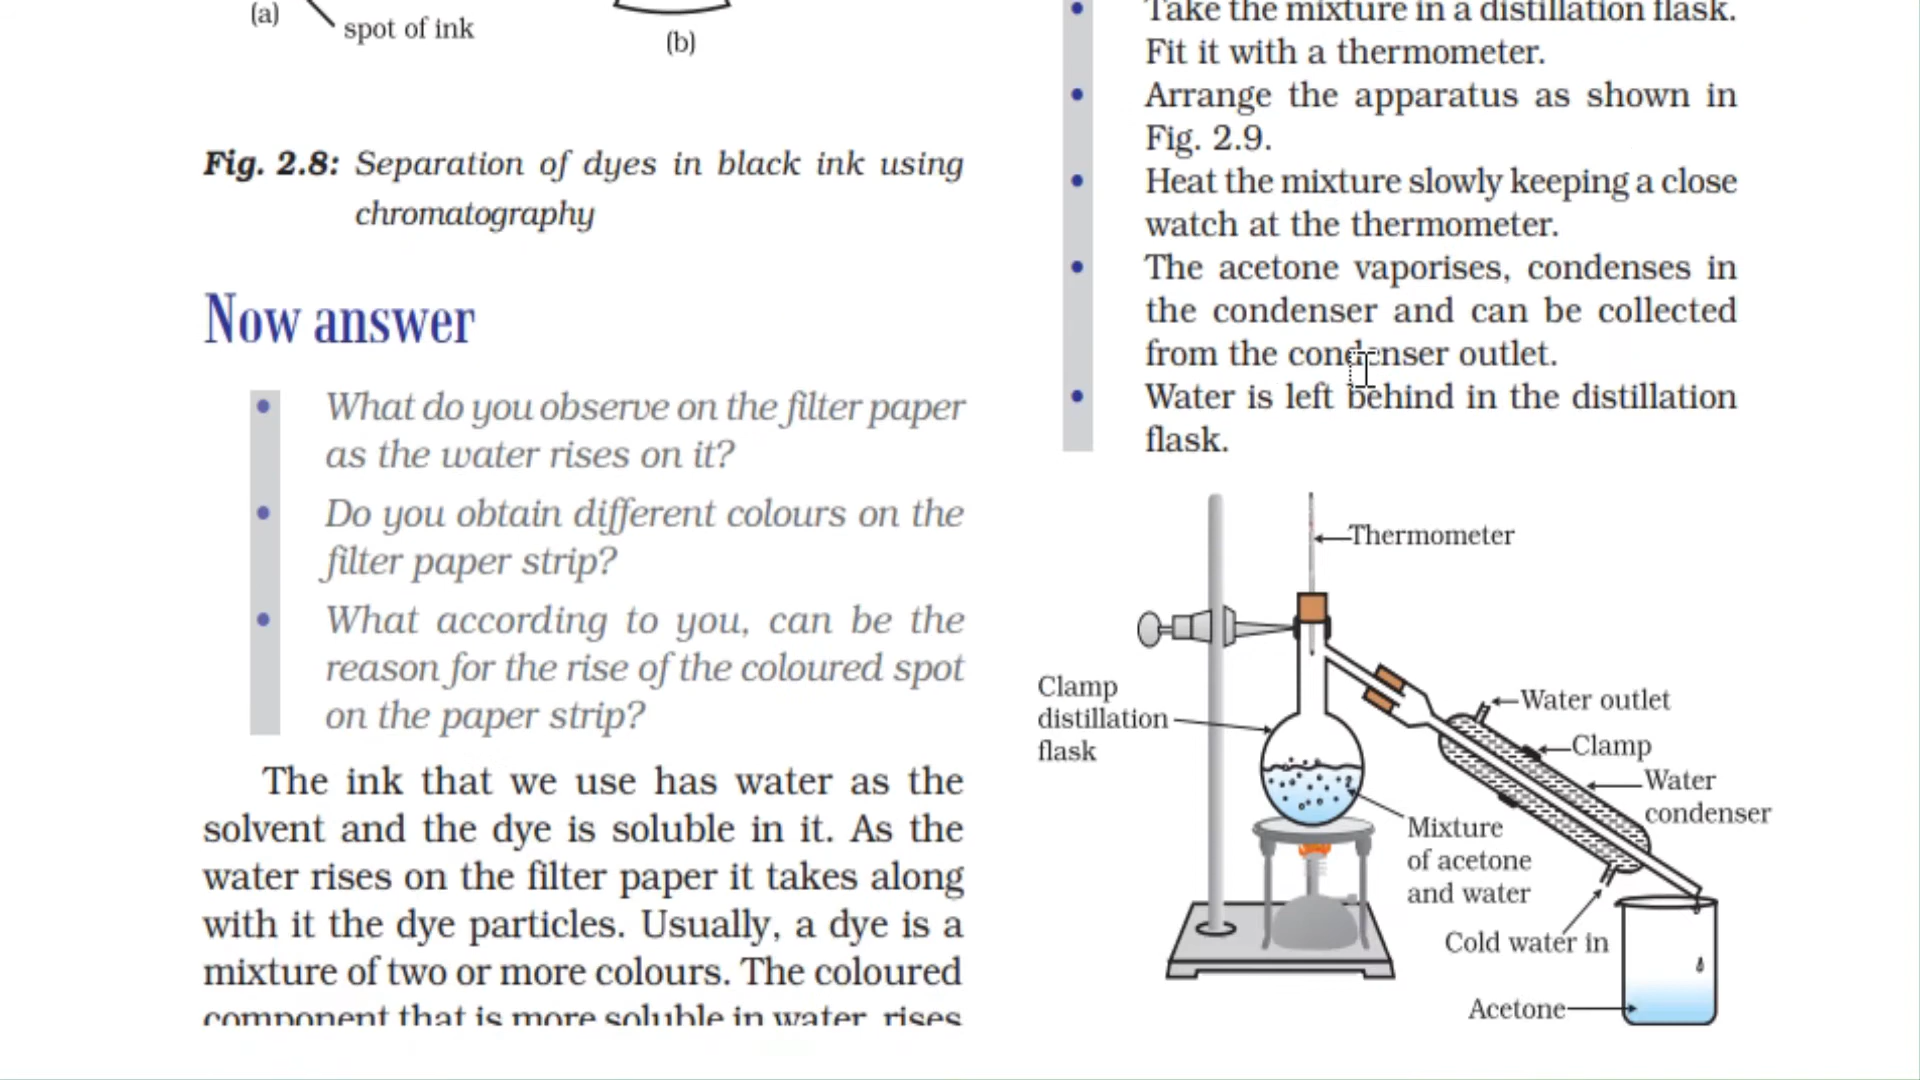 (a)
spot of ink
(b)
Fig. 2.8: Separation of dyes in black ink using
chromatography
Now answer
• What do you observe on the filter paper
as the water rises on it?
• Do you obtain different colours on the
filter paper strip?
• What according to you, can be the
reason for the rise of the coloured spot
on the paper strip?
The ink that we use has water as the
solvent and the dye is soluble in it. As the
water rises on the filter paper it takes along
with it the dye particles. Usually, a dye is a
mixture of two or more colours. The coloured
component that is more soluble in water, rises
• Take the mixture in a distillation flask.
Fit it with a thermometer.
• Arrange the apparatus as shown in
Fig. 2.9.
• Heat the mixture slowly keeping a close
watch at the thermometer.
• The acetone vaporises, condenses in
the condenser and can be collected
from the condenser outlet.
• Water is left behind in the distillation
flask.
Thermometer
Clamp
distillation
flask
Water outlet
Clamp
Water
condenser
Mixture
of acetone
and water
Cold water in
Acetone